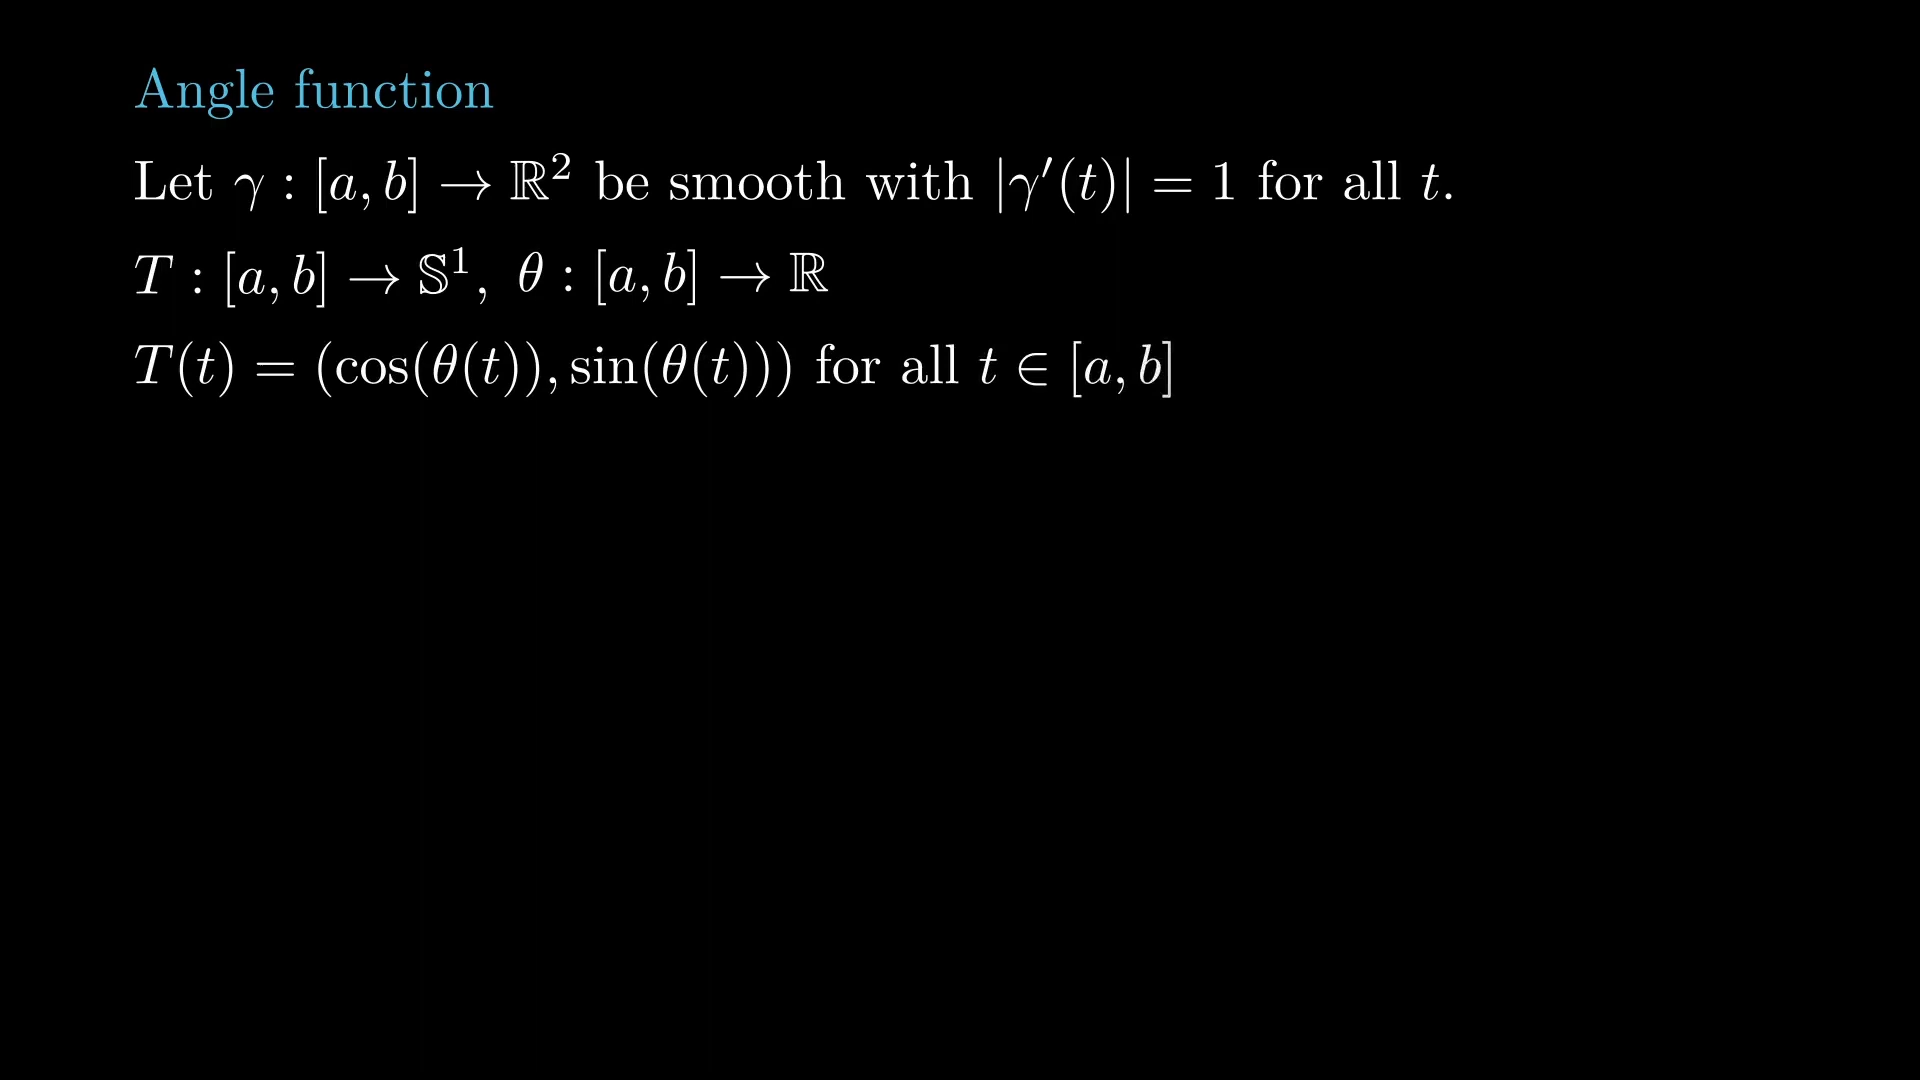 Angle function
Let γ : [a, b] → ℝ² be smooth with |γ′(t)| = 1 for all t.
T : [a, b] → 𝕊¹, θ : [a, b] → ℝ
T(t) = (cos(θ(t)), sin(θ(t))) for all t ∈ [a, b]